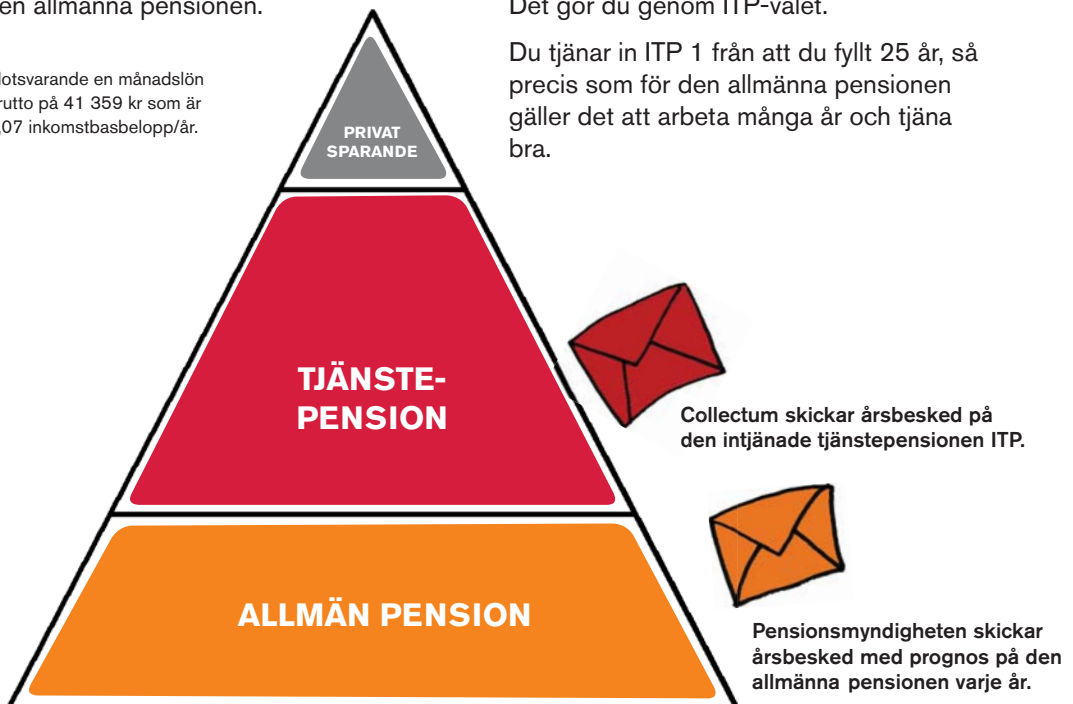 en allmänna pensionen.
otsvarande en månadslön
rutto på 41 359 kr som är
,07 inkomstbasbelopp/år.
Det gör du genom ITP-valet.
Du tjänar in ITP 1 från att du fyllt 25 år, så
precis som för den allmänna pensionen
gäller det att arbeta många år och tjäna
bra.
PRIVAT
SPARANDE
TJÄNSTE-
PENSION
Collectum skickar årsbesked på
den intjänade tjänstepensionen ITP.
ALLMÄN PENSION
Pensionsmyndigheten skickar
årsbesked med prognos på den
allmänna pensionen varje år.